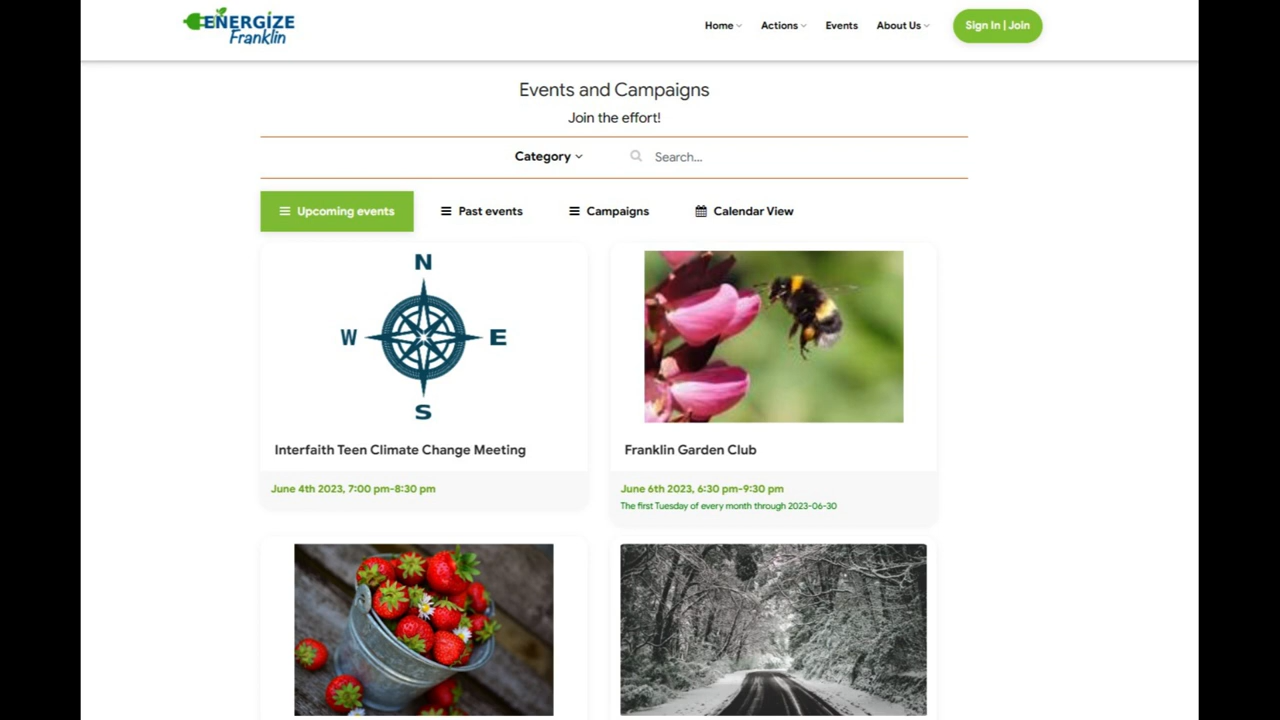 ENERGIZE
Franklin
Home
Actions
Events
About Us
Sign In | Join
Events and Campaigns
Join the effort!
Category
Search...
Upcoming events
Past events
Campaigns
Calendar View
N
W
E
S
Interfaith Teen Climate Change Meeting
June 4th 2023, 7:00 pm-8:30 pm
Franklin Garden Club
June 6th 2023, 6:30 pm-9:30 pm
The first Tuesday of every month through 2023-06-30